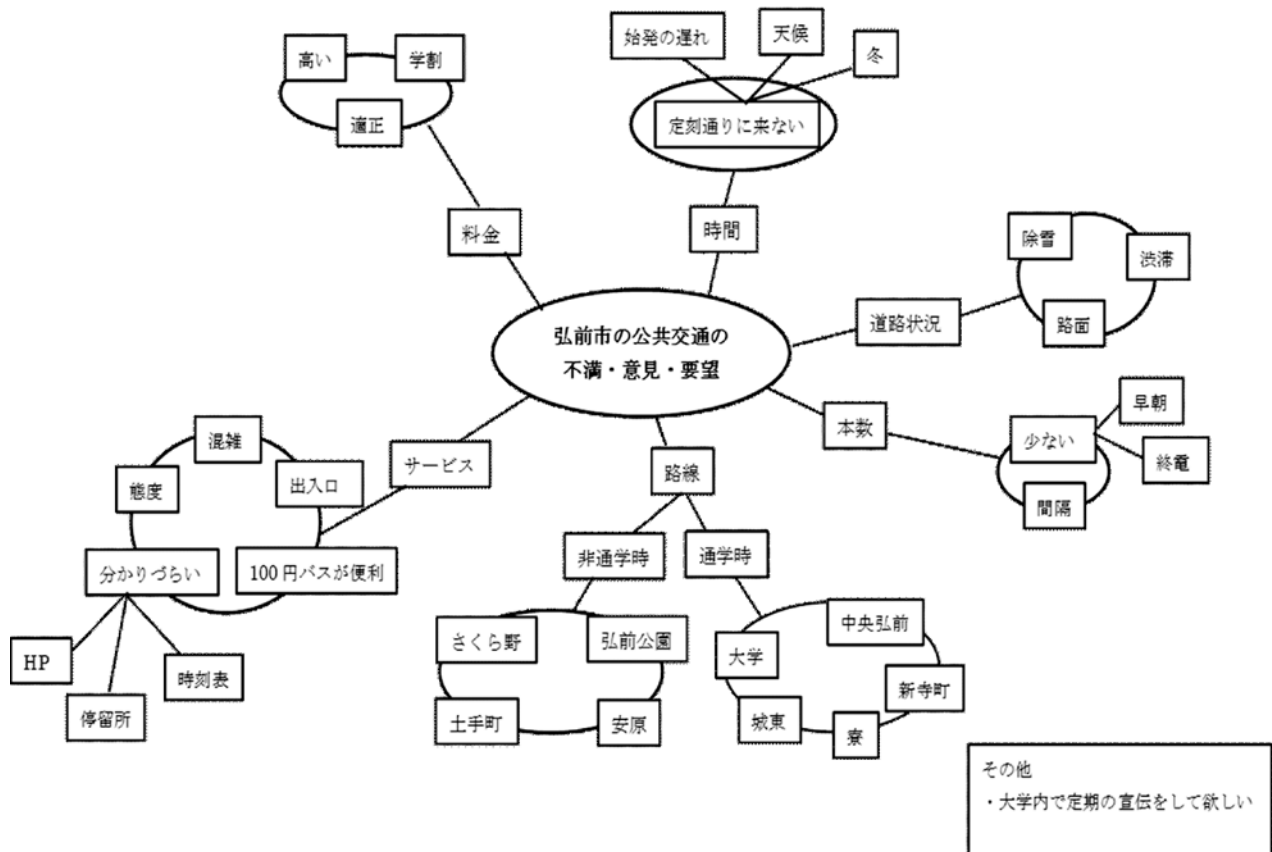 始発の遅れ
天候
冬
高い
学割
適正
定刻通りに来ない
料金
時間
除雪
渋滞
路面
道路状況
弘前市の公共交通の
不満・意見・要望
早朝
本数
少ない
終電
間隔
混雑
サービス
態度
出入口
路線
分かりづらい
100円バスが便利
非通学時
通学時
さくら野
弘前公園
中央弘前
大学
HP
時刻表
新寺町
停留所
土手町
安原
城東
寮
その他
・大学内で定期の宣伝をして欲しい